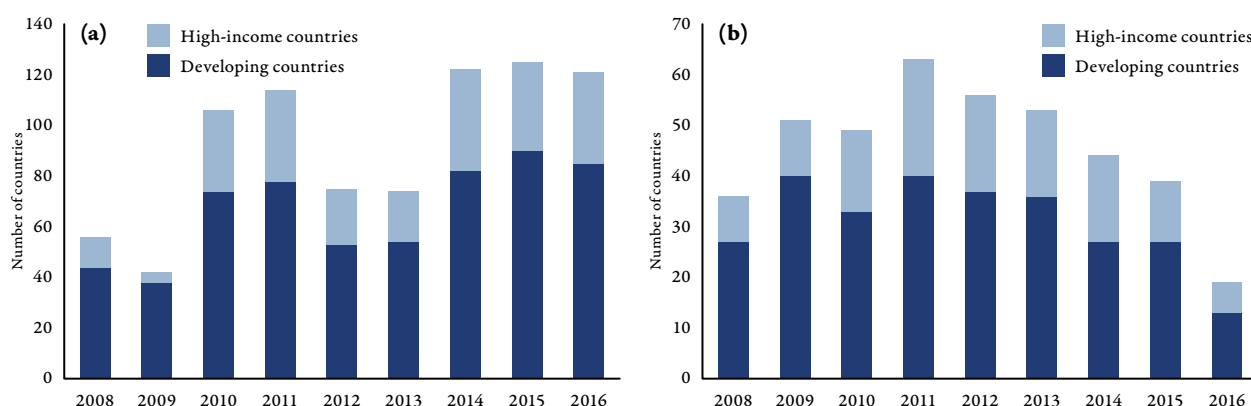 (a)
High-income countries
Developing countries
Number of countries
140
120
100
80
60
40
20
0
2008 2009 2010 2011 2012 2013 2014 2015 2016
(b)
High-income countries
Developing countries
Number of countries
70
60
50
40
30
20
10
0
2008 2009 2010 2011 2012 2013 2014 2015 2016